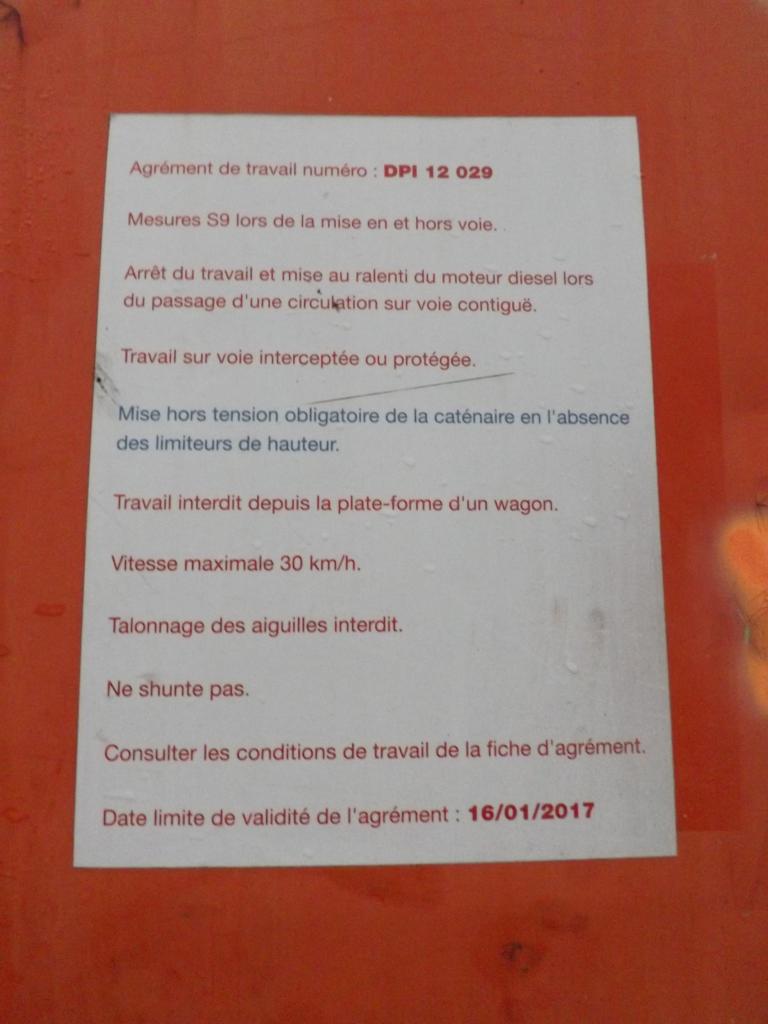 Agrément de travail numéro : DPI 12 029
Mesures S9 lors de la mise en et hors voie.
Arrêt du travail et mise au ralenti du moteur diesel lors
du passage d'une circulation sur voie contiguë.
Travail sur voie interceptée ou protégée.
Mise hors tension obligatoire de la caténaire en l'absence
des limiteurs de hauteur.
Travail interdit depuis la plate-forme d'un wagon.
Vitesse maximale 30 km/h.
Talonnage des aiguilles interdit.
Ne shunte pas.
Consulter les conditions de travail de la fiche d'agrément.
Date limite de validité de l'agrément : 16/01/2017